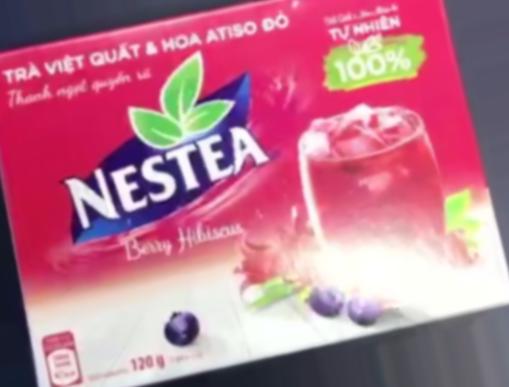 TRÀ VIỆT QUẤT & HOA ATISO ĐỎ
Thanh ngọt quyến rũ
TỰ NHIÊN
100%
NESTEA
Berry Hibiscus
120 g